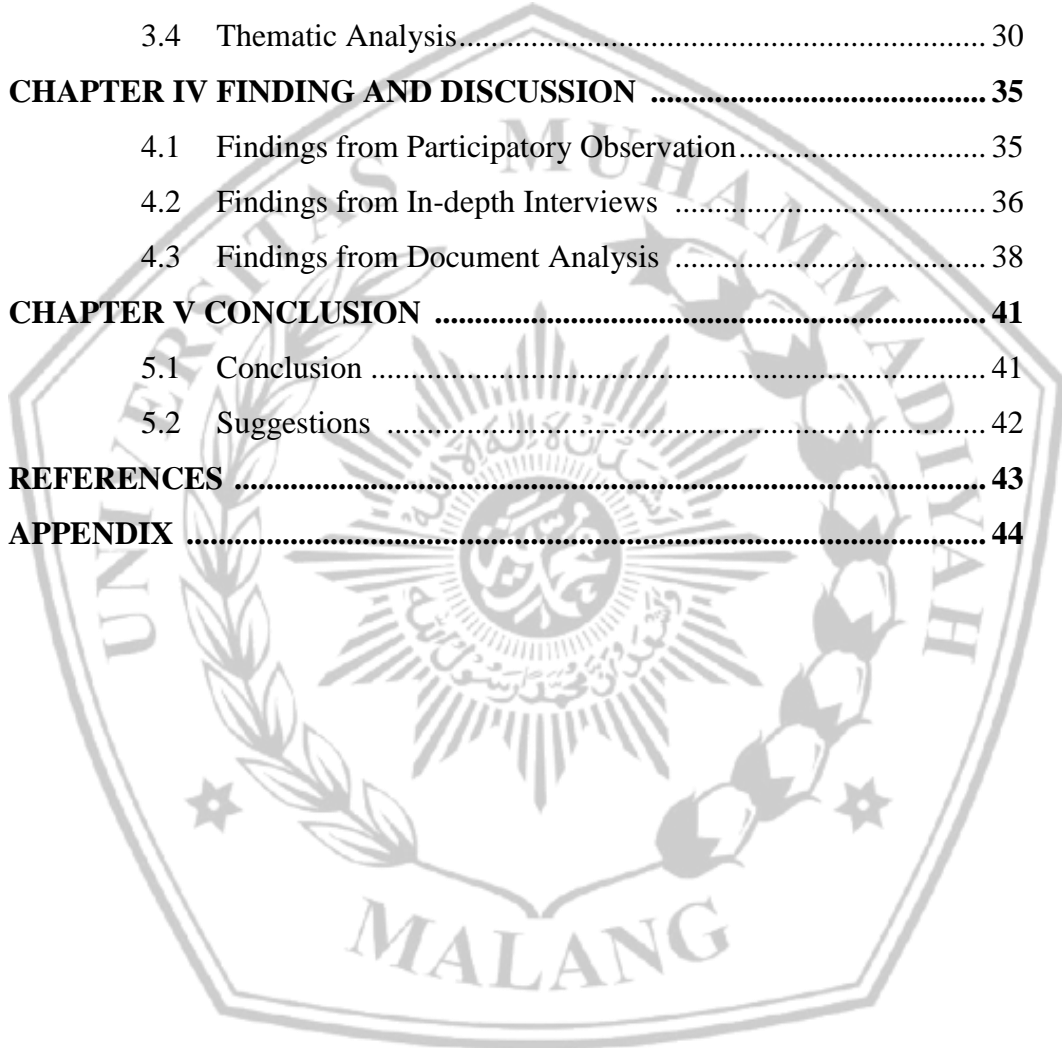 3.4 Thematic Analysis........................................................................ 30
CHAPTER IV FINDING AND DISCUSSION ........................................ 35
4.1 Findings from Participatory Observation................................. 35
4.2 Findings from In-depth Interviews ......................................... 36
4.3 Findings from Document Analysis ......................................... 38
CHAPTER V CONCLUSION ....................................................................... 41
5.1 Conclusion ................................................................................ 41
5.2 Suggestions .............................................................................. 42
REFERENCES ................................................................................................ 43
APPENDIX ...................................................................................................... 44
UNIVERSITAS MUHAMMADIYAH
MALANG